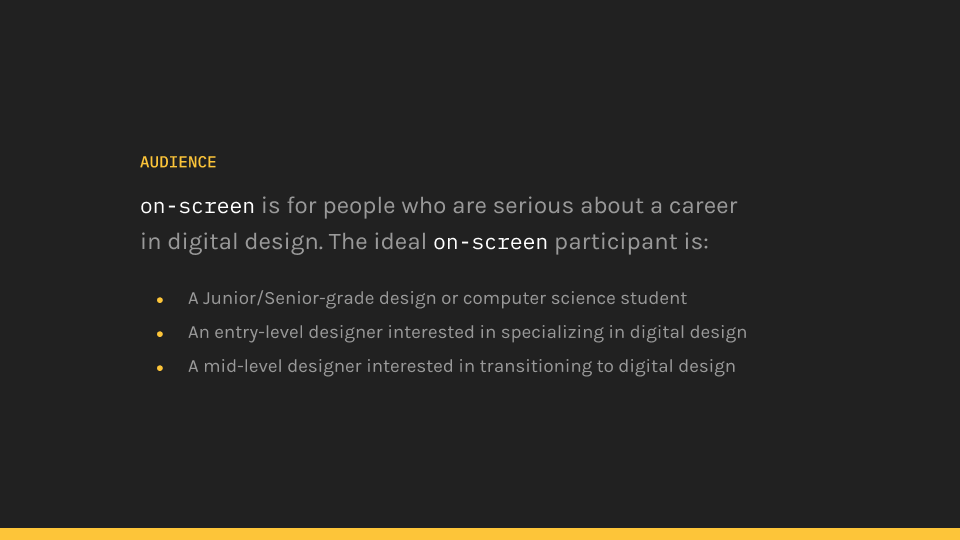 AUDIENCE
on-screen is for people who are serious about a career
in digital design. The ideal on-screen participant is:
• A Junior/Senior-grade design or computer science student
• An entry-level designer interested in specializing in digital design
• A mid-level designer interested in transitioning to digital design